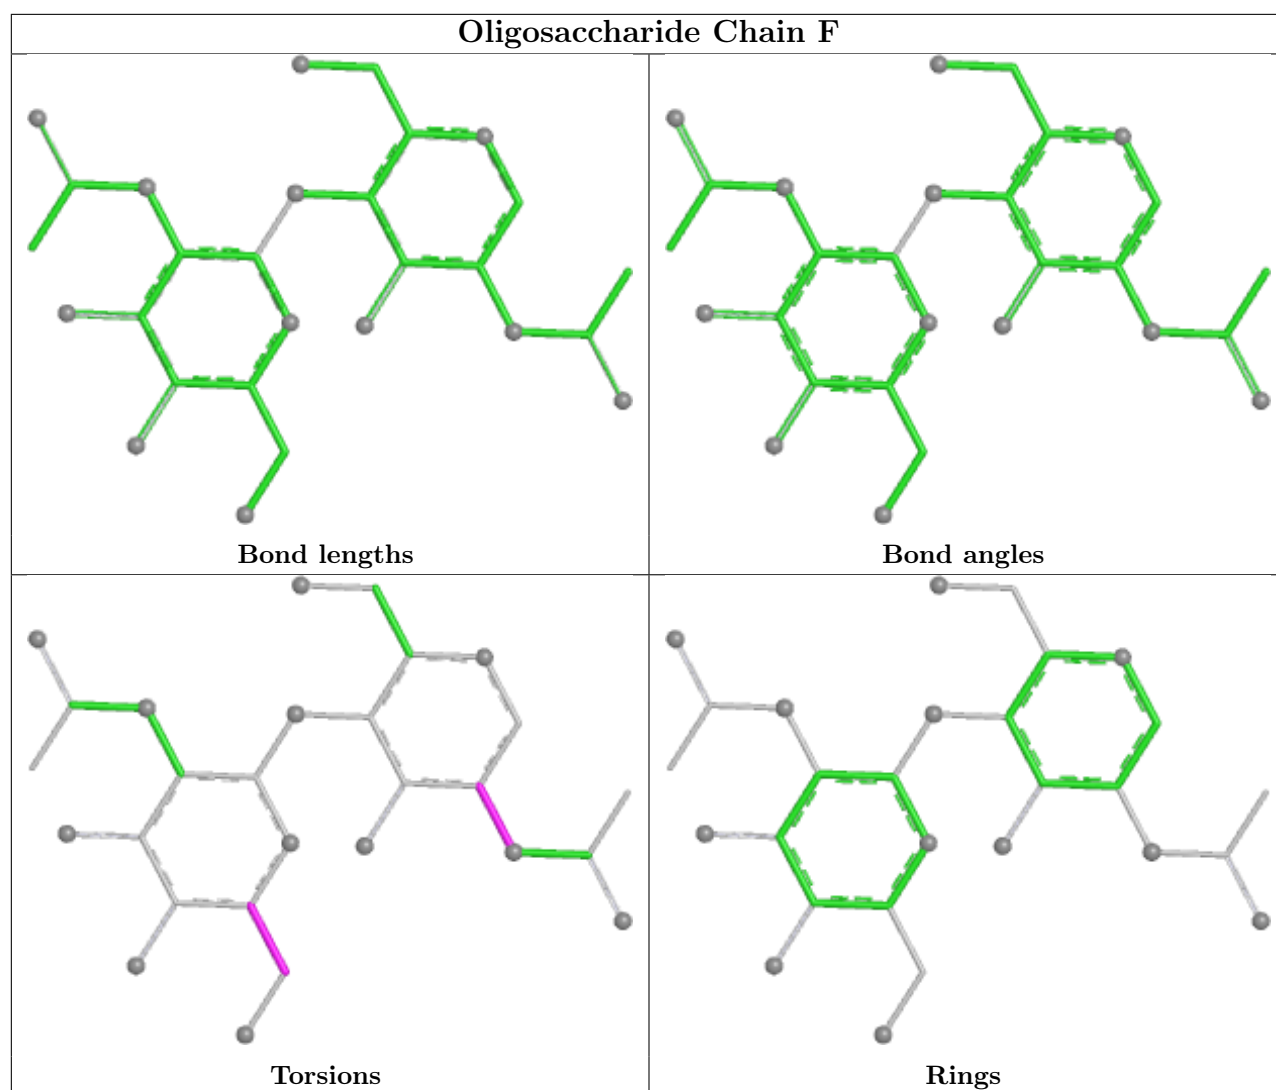 Oligosaccharide Chain F
Bond lengths
Bond angles
Torsions
Rings